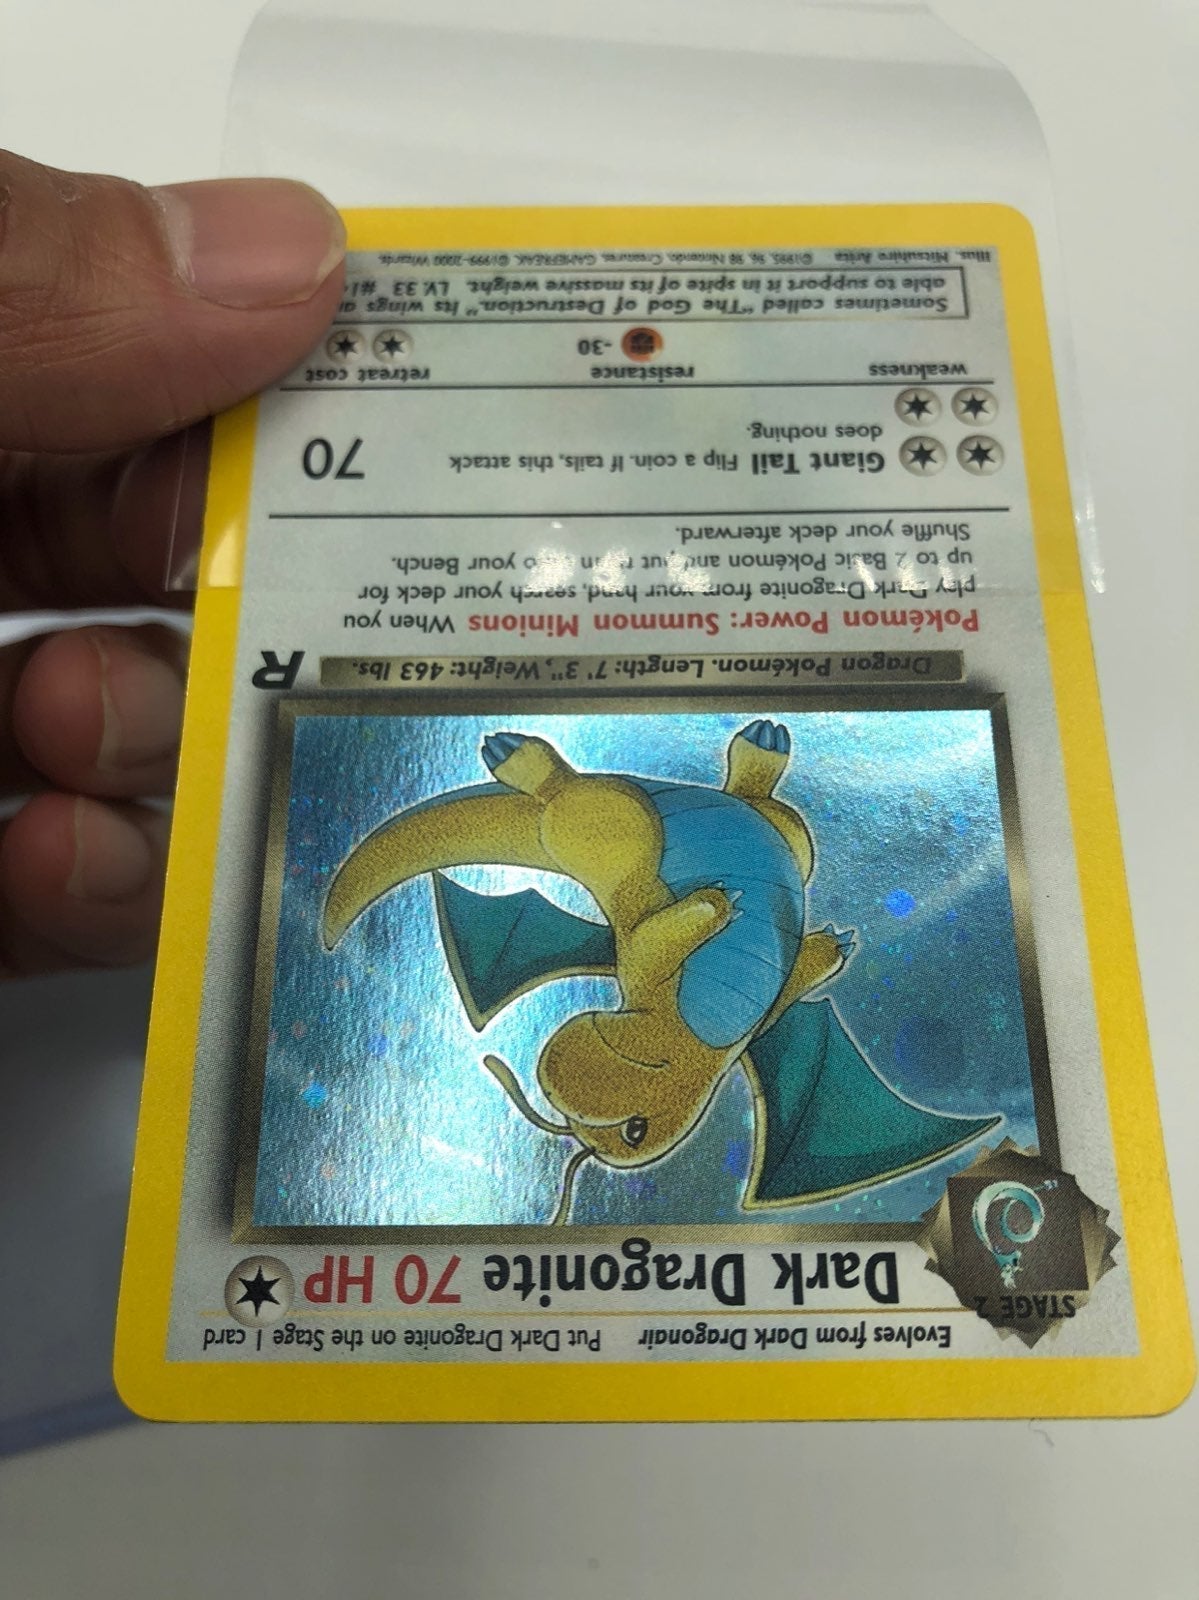 Evolves from Dark Dragonair Put Dark Dragonite on the Stage 1 card
STAGE 2
Dark Dragonite 70 HP
Dragon Pokémon. Length: 7' 3", Weight: 463 lbs.
R
Pokémon Power: Summon Minions When you
play Dark Dragonite from your hand, search your deck for
up to 2 Basic Pokémon and put them onto your Bench.
Shuffle your deck afterward.
Giant Tail Flip a coin. If tails, this attack
does nothing.
70
weakness resistance retreat cost
-30
Sometimes called "The God of Destruction." Its wings
able to support it in spite of its massive weight. LV. 33
Illus. Mitsuhiro Arita ©1995, 96, 98 Nintendo, Creatures, GAMEFREAK. ©1999-2000 Wizards.